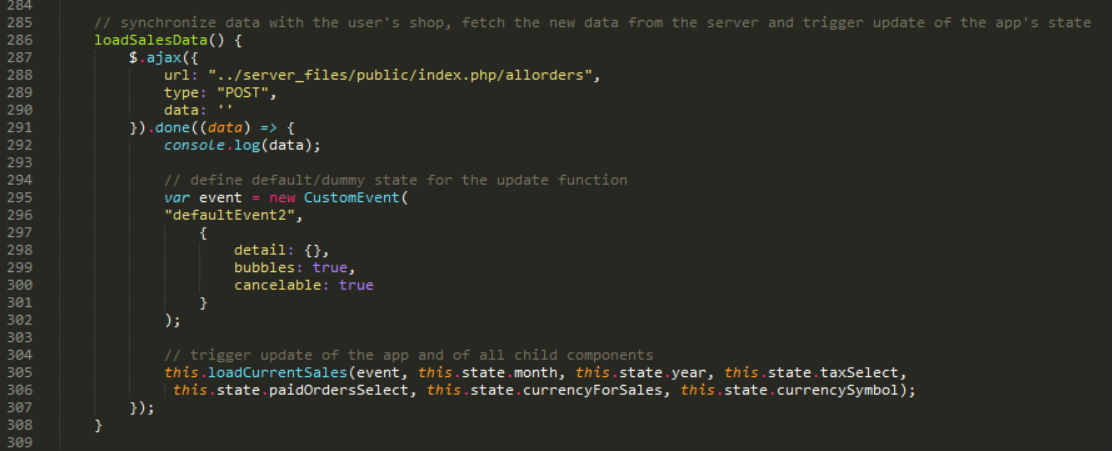 284
285 // synchronize data with the user's shop, fetch the new data from the server and trigger update of the app's state
286 loadSalesData() {
287 $.ajax({
288 url: "../server_files/public/index.php/allorders",
289 type: "POST",
290 data: ''
291 }).done((data) => {
292 console.log(data);
293
294 // define default/dummy state for the update function
295 var event = new CustomEvent(
296 "defaultEvent2",
297 {
298 detail: {},
299 bubbles: true,
300 cancelable: true
301 }
302 );
303
304 // trigger update of the app and of all child components
305 this.loadCurrentSales(event, this.state.month, this.state.year, this.state.taxSelect,
306 this.state.paidOrdersSelect, this.state.currencyForSales, this.state.currencySymbol);
307 });
308 }
309